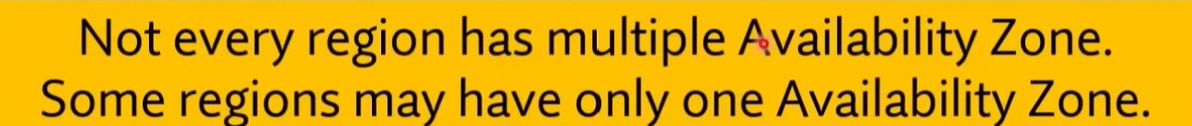 Not every region has multiple Availability Zone.
Some regions may have only one Availability Zone.